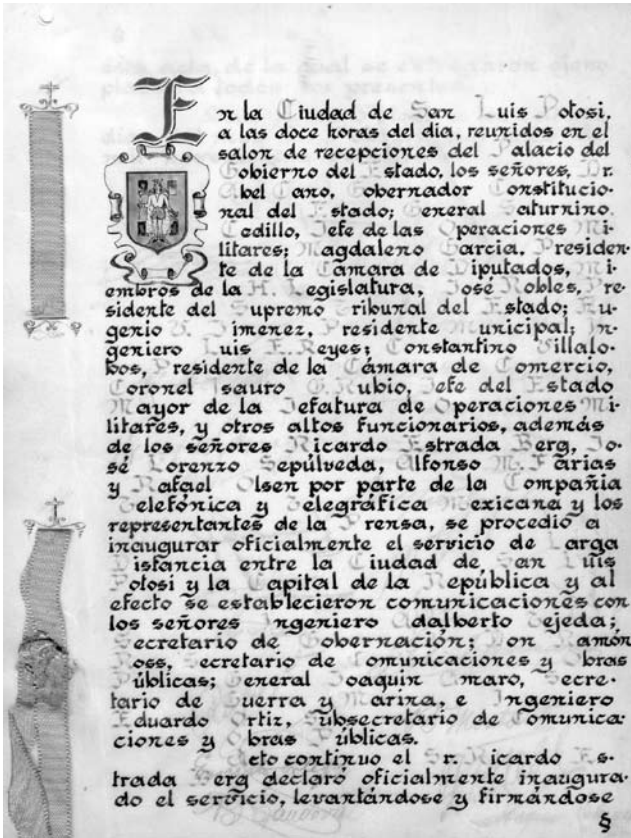 En la Ciudad de San Luis Potosi,
a las doce horas del dia, reunidos en el
salon de recepciones del Palacio del
Gobierno del Estado, los señores, Dr.
Abel Cano, Gobernador Constitucio-
nal del Estado; General Saturnino
Cedillo, Jefe de las Operaciones Mi-
litares; Magdaleno Garcia, Presiden-
te de la Cámara de Diputados, Mi-
embros de la H. Legislatura, José Robles, Pre-
sidente del Supremo Tribunal del Estado; Eu-
genio Jimenez, Presidente Municipal; In-
geniero Luis F. Reyes; Constantino Villalo-
bos, Presidente de la Cámara de Comercio,
Coronel Isauro G. Rubio, Jefe del Estado
Mayor de la Jefatura de Operaciones Mi-
litares, y otros altos funcionarios, además
de los señores Ricardo Estrada Berg, Jo-
sé Lorenzo Sepúlveda, Alfonso M. Farias
y Rafael Olsen por parte de la Compañia
Telefónica y Telegráfica Mexicana y los
representantes de la Prensa, se procedió a
inaugurar oficialmente el servicio de Larga
Distancia entre la Ciudad de San Luis
Potosi y la Capital de la República y al
efecto se establecieron comunicaciones con
los señores Ingeniero Adalberto Tejeda;
Secretario de Gobernación; Don Ramón
Ross, Secretario de Comunicaciones y Obras
Públicas; General Joaquin Amaro, Secre-
tario de Guerra y Marina, e Ingeniero
Eduardo Ortiz, Subsecretario de Comunica-
ciones y Obras Públicas.
Acto continuo el Sr. Ricardo Es-
trada Berg declaró oficialmente inaugura-
do el servicio, levantándose y firmándose
§